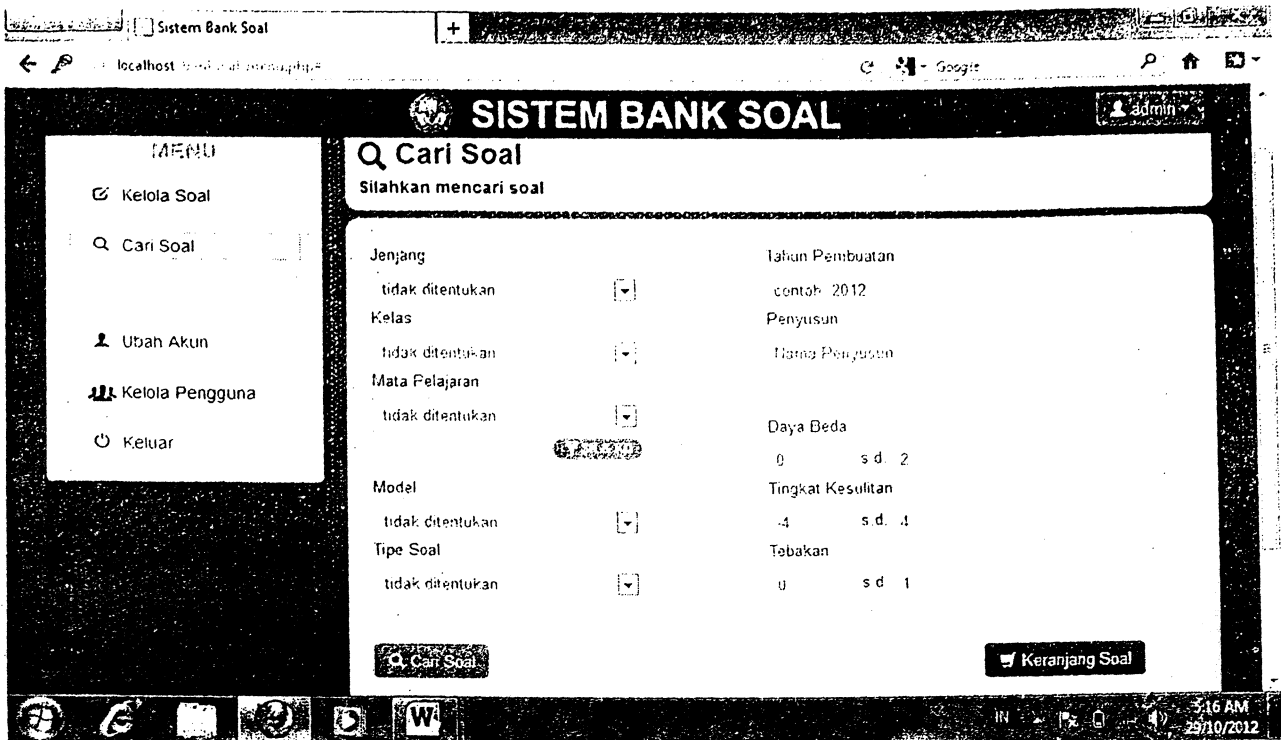 Sistem Bank Soal
+
localhost
Google
SISTEM BANK SOAL
admin
MENU
Kelola Soal
Cari Soal
Ubah Akun
Kelola Pengguna
Keluar
Cari Soal
Silahkan mencari soal
Jenjang
tidak ditentukan
Kelas
tidak ditentukan
Mata Pelajaran
tidak ditentukan
Model
tidak ditentukan
Tipe Soal
tidak ditentukan
Tahun Pembuatan
contoh 2012
Penyusun
Nama Penyusun
Daya Beda
0 s.d. 2
Tingkat Kesulitan
-4 s.d. 4
Tebakan
0 s d 1
Cari Soal
Keranjang Soal
W
IN
5:16 AM
29/10/2012